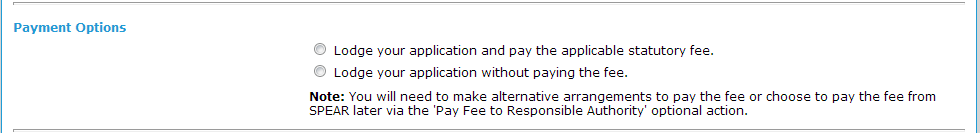 Payment Options
Lodge your application and pay the applicable statutory fee.
Lodge your application without paying the fee.
Note: You will need to make alternative arrangements to pay the fee or choose to pay the fee from
SPEAR later via the 'Pay Fee to Responsible Authority' optional action.